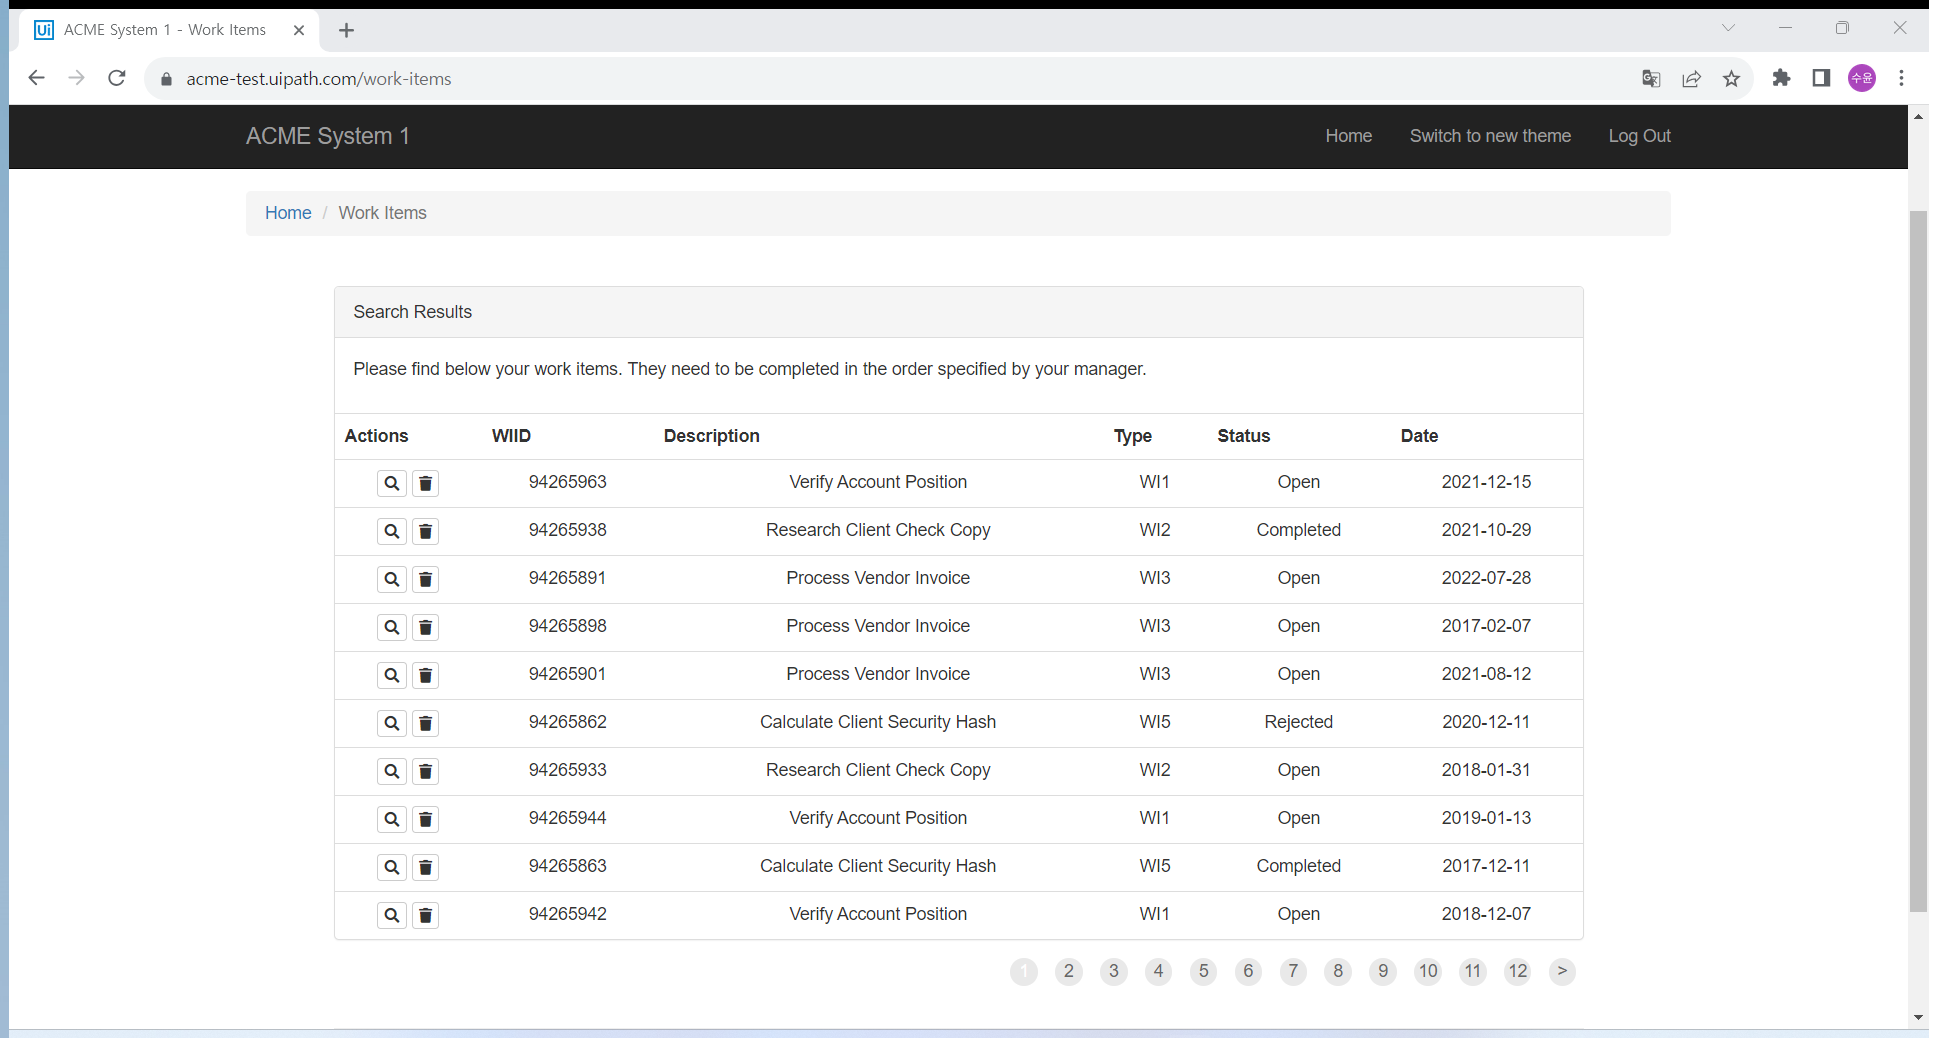 Ui ACME System 1 - Work Items
acme-test.uipath.com/work-items
수윤
ACME System 1 Home Switch to new theme Log Out
Home / Work Items
Search Results
Please find below your work items. They need to be completed in the order specified by your manager.
Actions WIID Description Type Status Date
94265963 Verify Account Position WI1 Open 2021-12-15
94265938 Research Client Check Copy WI2 Completed 2021-10-29
94265891 Process Vendor Invoice WI3 Open 2022-07-28
94265898 Process Vendor Invoice WI3 Open 2017-02-07
94265901 Process Vendor Invoice WI3 Open 2021-08-12
94265862 Calculate Client Security Hash WI5 Rejected 2020-12-11
94265933 Research Client Check Copy WI2 Open 2018-01-31
94265944 Verify Account Position WI1 Open 2019-01-13
94265863 Calculate Client Security Hash WI5 Completed 2017-12-11
94265942 Verify Account Position WI1 Open 2018-12-07
1 2 3 4 5 6 7 8 9 10 11 12 >